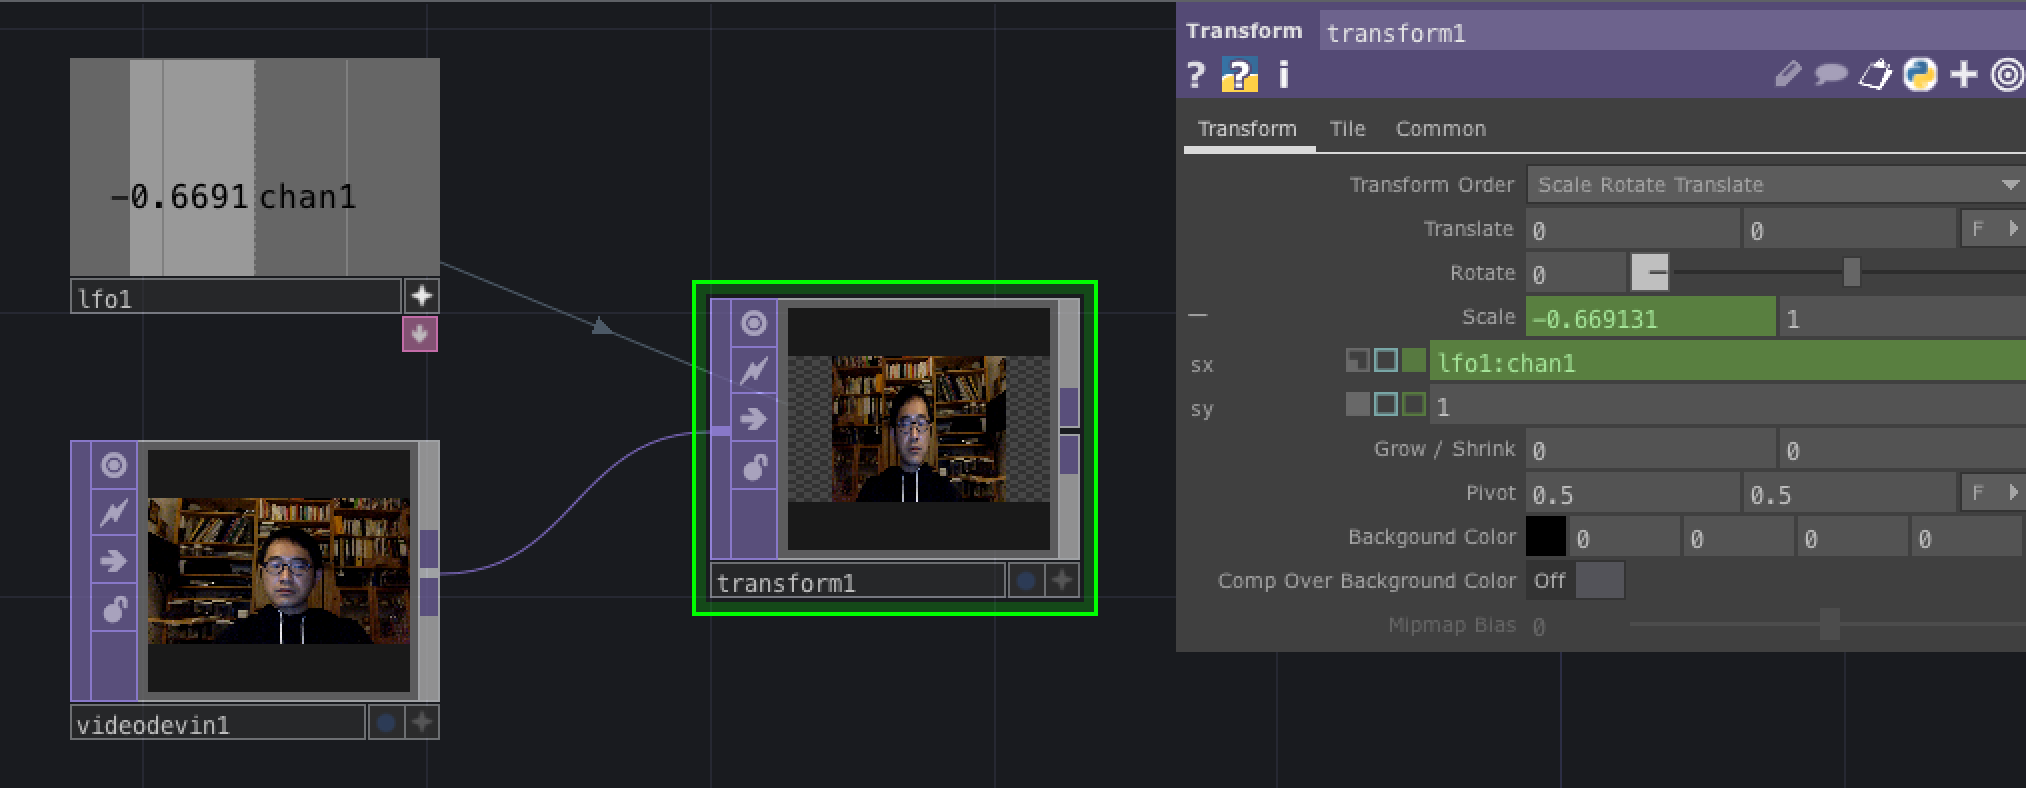 -0.6691 chan1
lfo1
videodevin1
transform1
Transform transform1
? ? i
Transform Tile Common
Transform Order Scale Rotate Translate
Translate 0 0 F
Rotate 0
Scale -0.669131 1
sx lfo1:chan1
sy 1
Grow / Shrink 0 0
Pivot 0.5 0.5 F
Backgound Color 0 0 0 0
Comp Over Background Color Off
Mipmap Bias 0